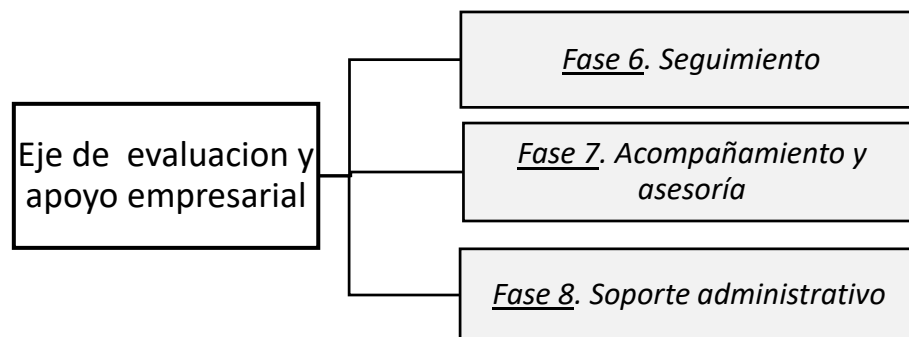 Eje de evaluacion y
apoyo empresarial
Fase 6. Seguimiento
Fase 7. Acompañamiento y
asesoría
Fase 8. Soporte administrativo